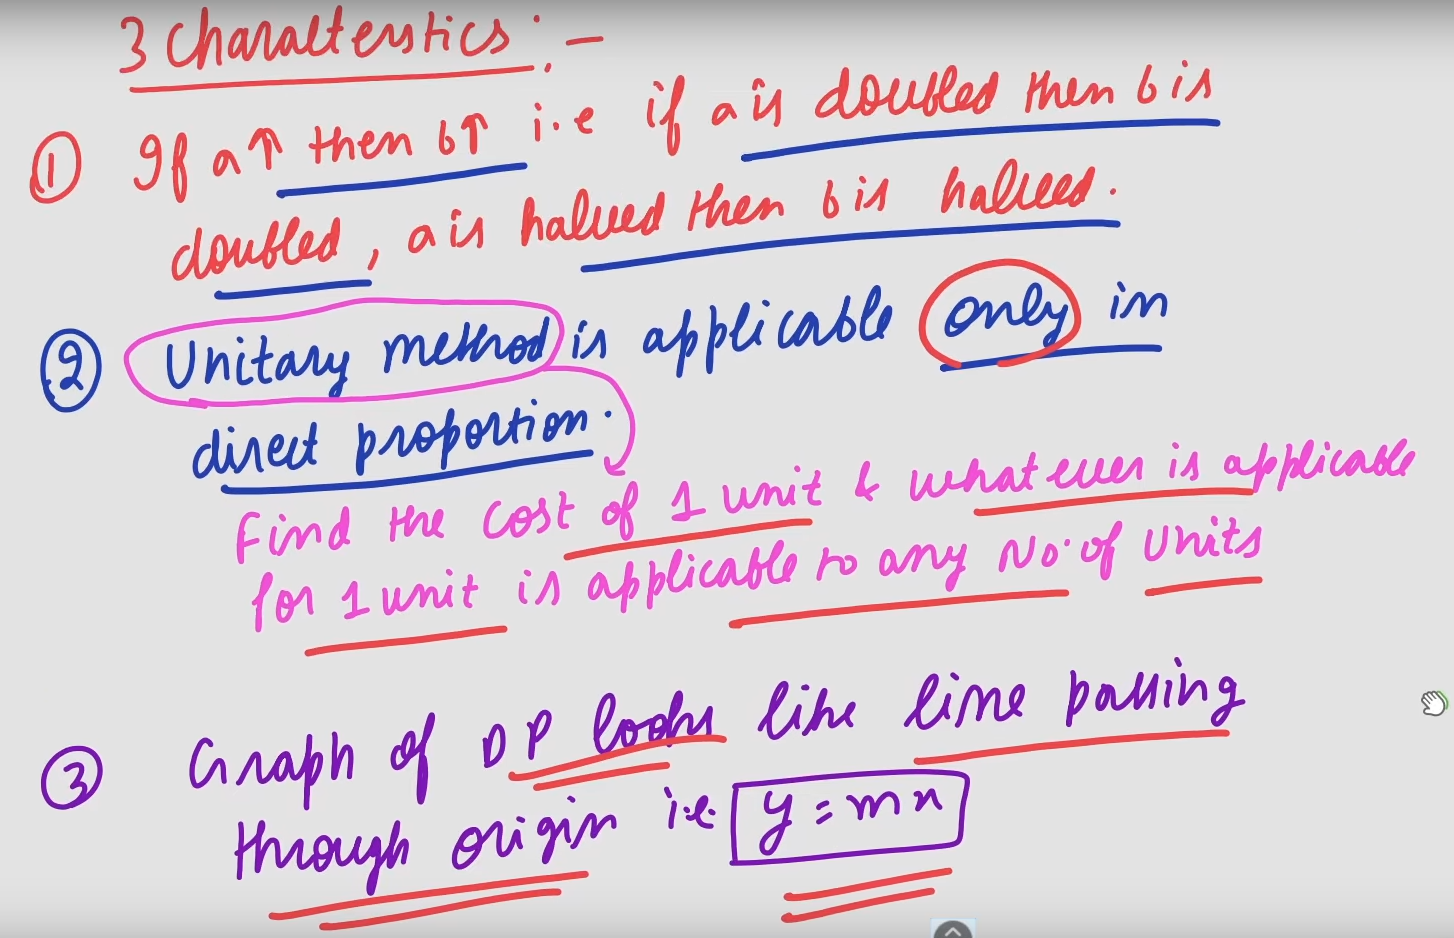 3 Characterstics :-
① If a↑ then b↑ i.e if a is doubled then b is
doubled, a is halved then b is halved.
② Unitary method is applicable only in
direct proportion.
Find the cost of 1 unit & whatever is applicable
for 1 unit is applicable to any No. of units
③ Graph of DP looks like line passing
through origin i.e. y = mx